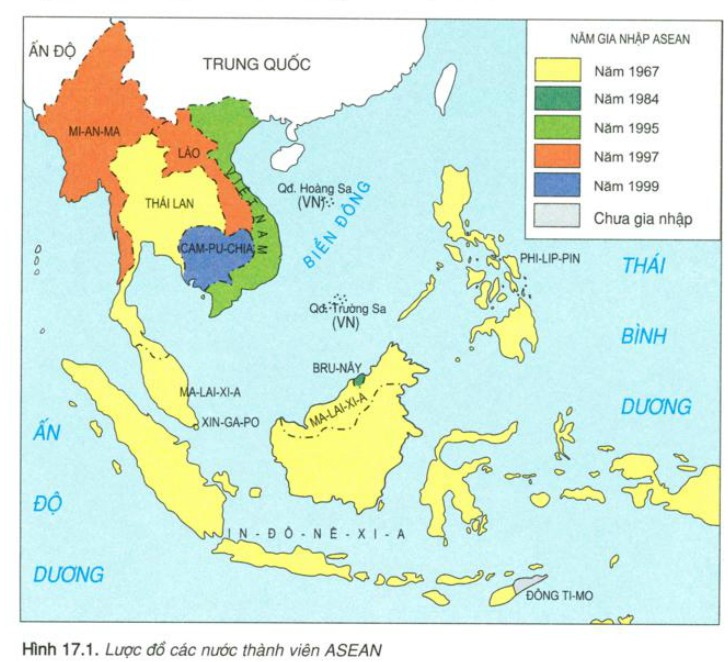 NĂM GIA NHẬP ASEAN
Năm 1967
Năm 1984
Năm 1995
Năm 1997
Năm 1999
Chưa gia nhập
ẤN ĐỘ
TRUNG QUỐC
MI-AN-MA
LÀO
THÁI LAN
VIỆT NAM
CAM-PU-CHIA
Qđ. Hoàng Sa
(VN)
BIỂN ĐÔNG
PHI-LIP-PIN
THÁI
BÌNH
DƯƠNG
Qđ. Trường Sa
(VN)
BRU-NÂY
MA-LAI-XI-A
MA-LAI-XI-A
XIN-GA-PO
ẤN
ĐỘ
DƯƠNG
IN-ĐÔ-NÊ-XI-A
ĐÔNG TI-MO
Hình 17.1. Lược đồ các nước thành viên ASEAN